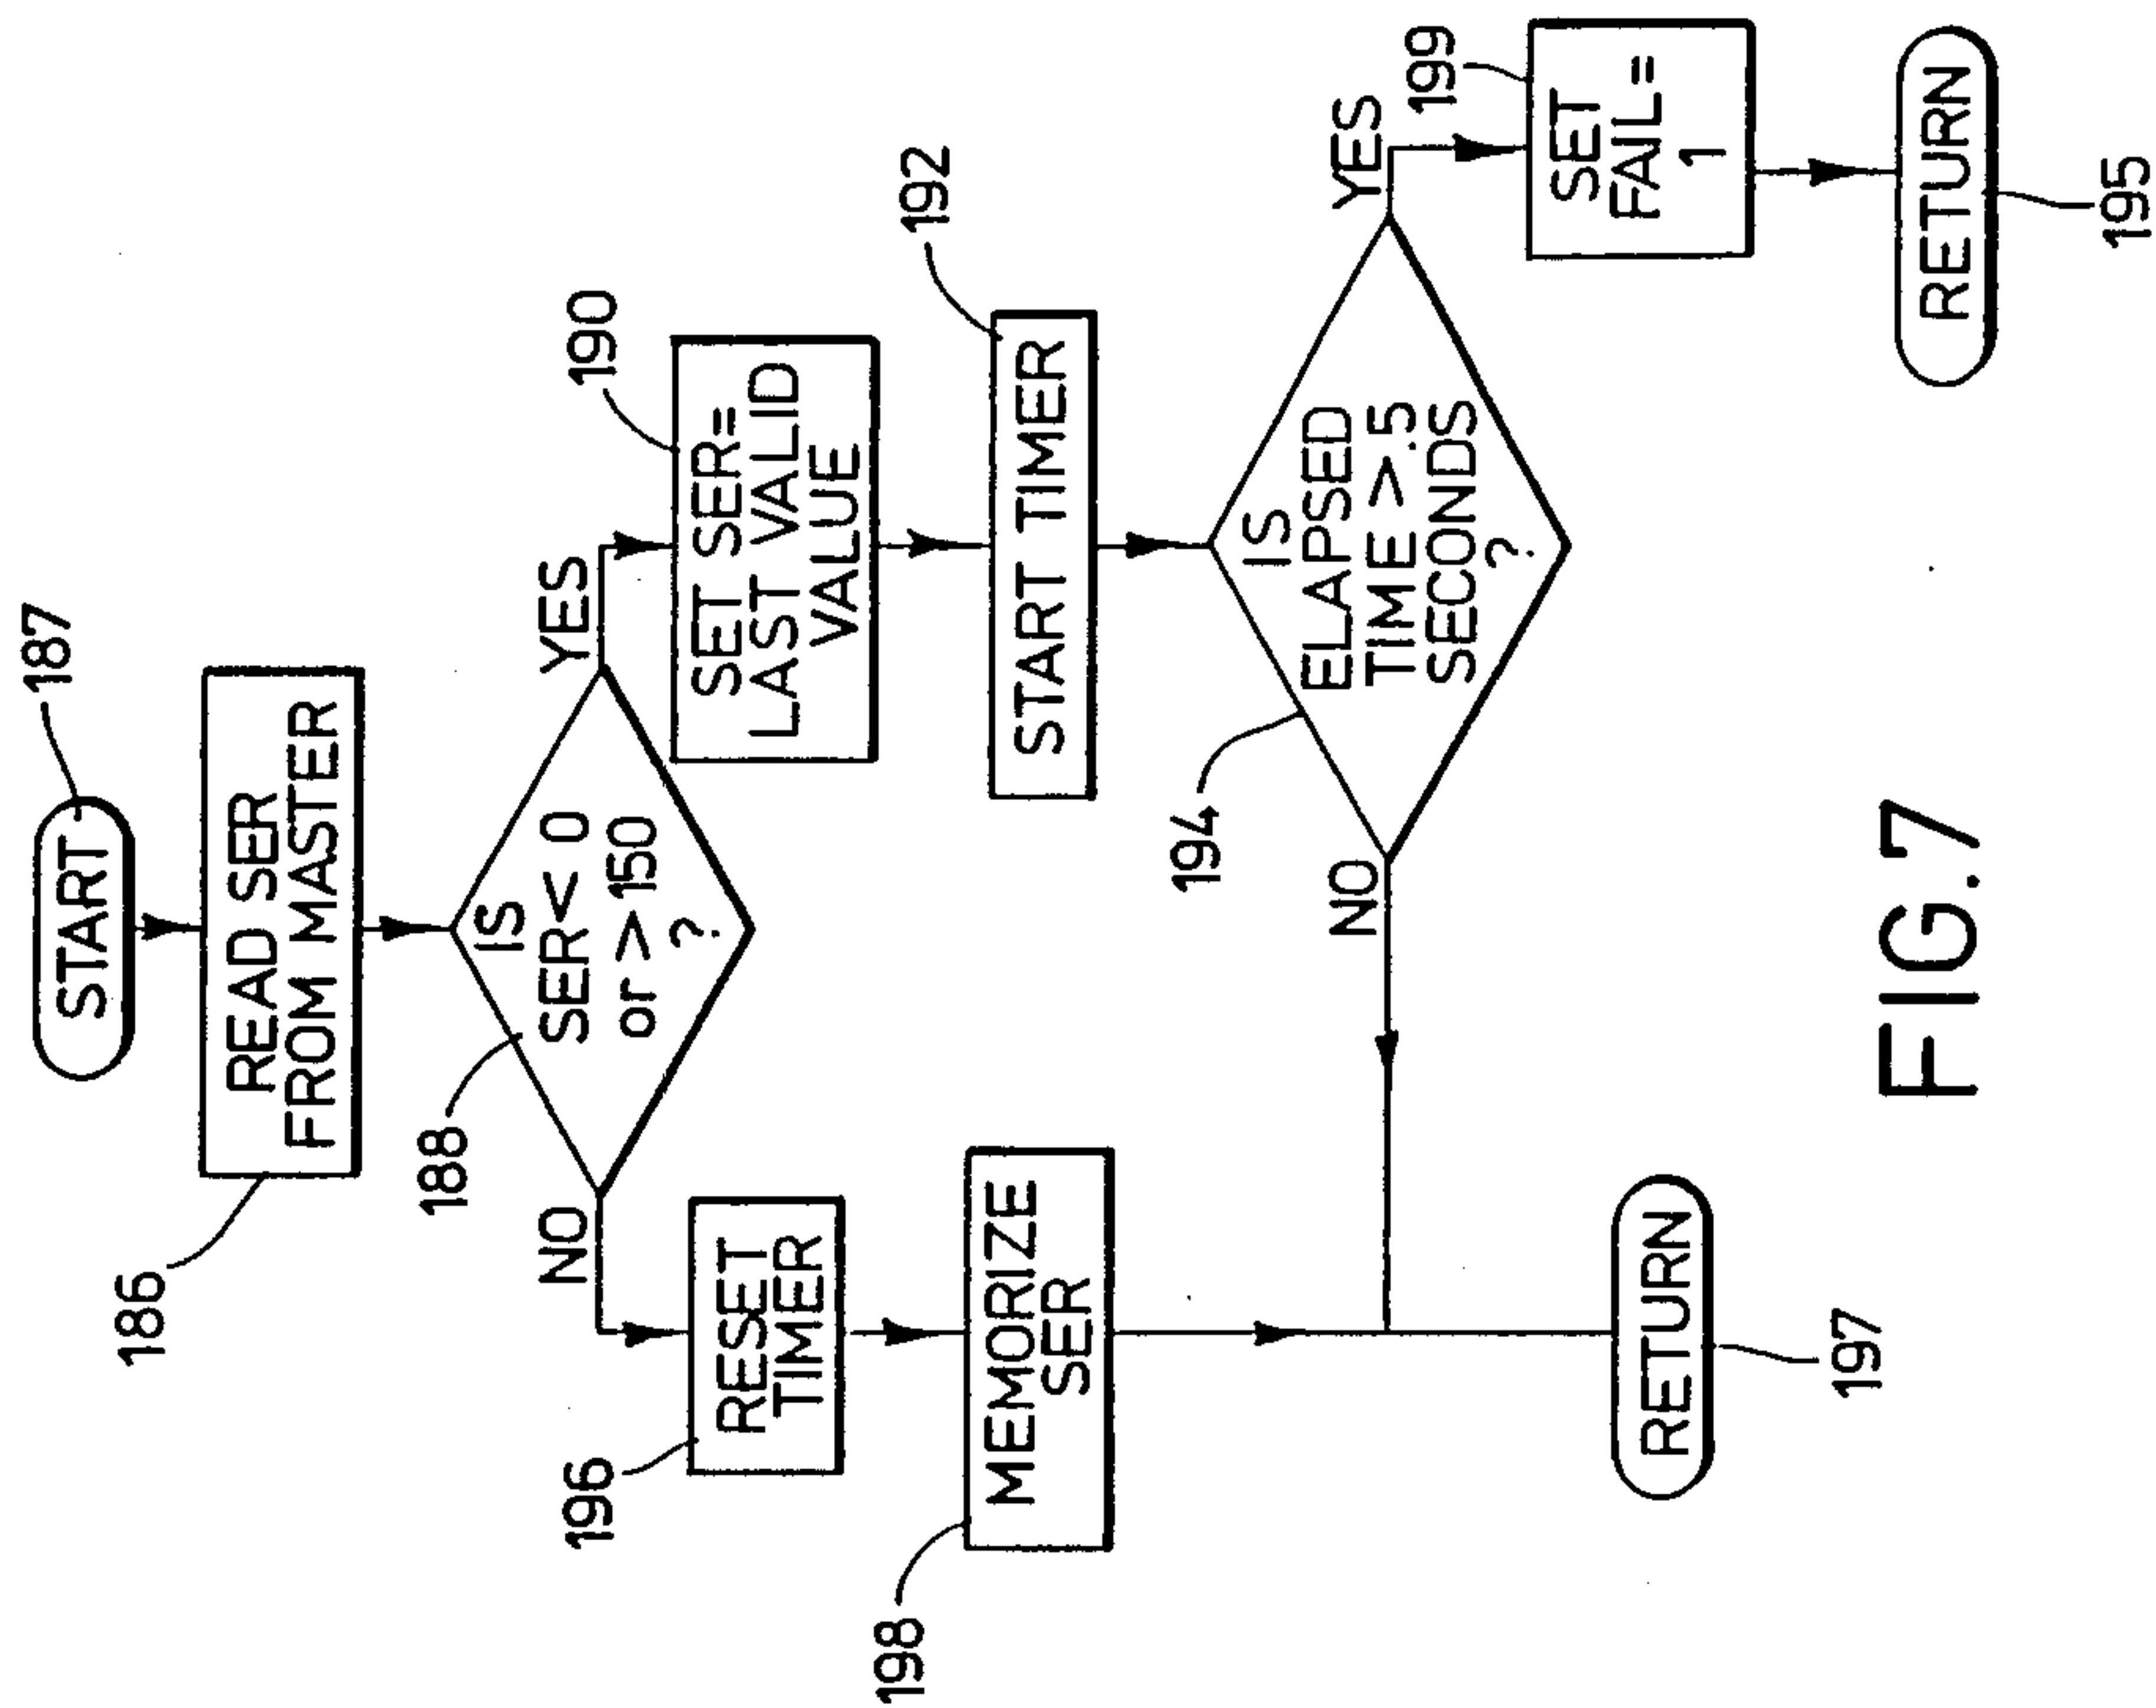 START
187
186
READ SER
FROM MASTER
188
IS
SER < 0
or > 150
?
NO
YES
196
RESET
TIMER
190
SET SER=
LAST VALID
VALUE
198
MEMORIZE
SER
192
START TIMER
194
IS
ELAPSED
TIME >.5
SECONDS
?
NO
YES
199
SET
FAIL=
1
RETURN
197
RETURN
195
FIG.7